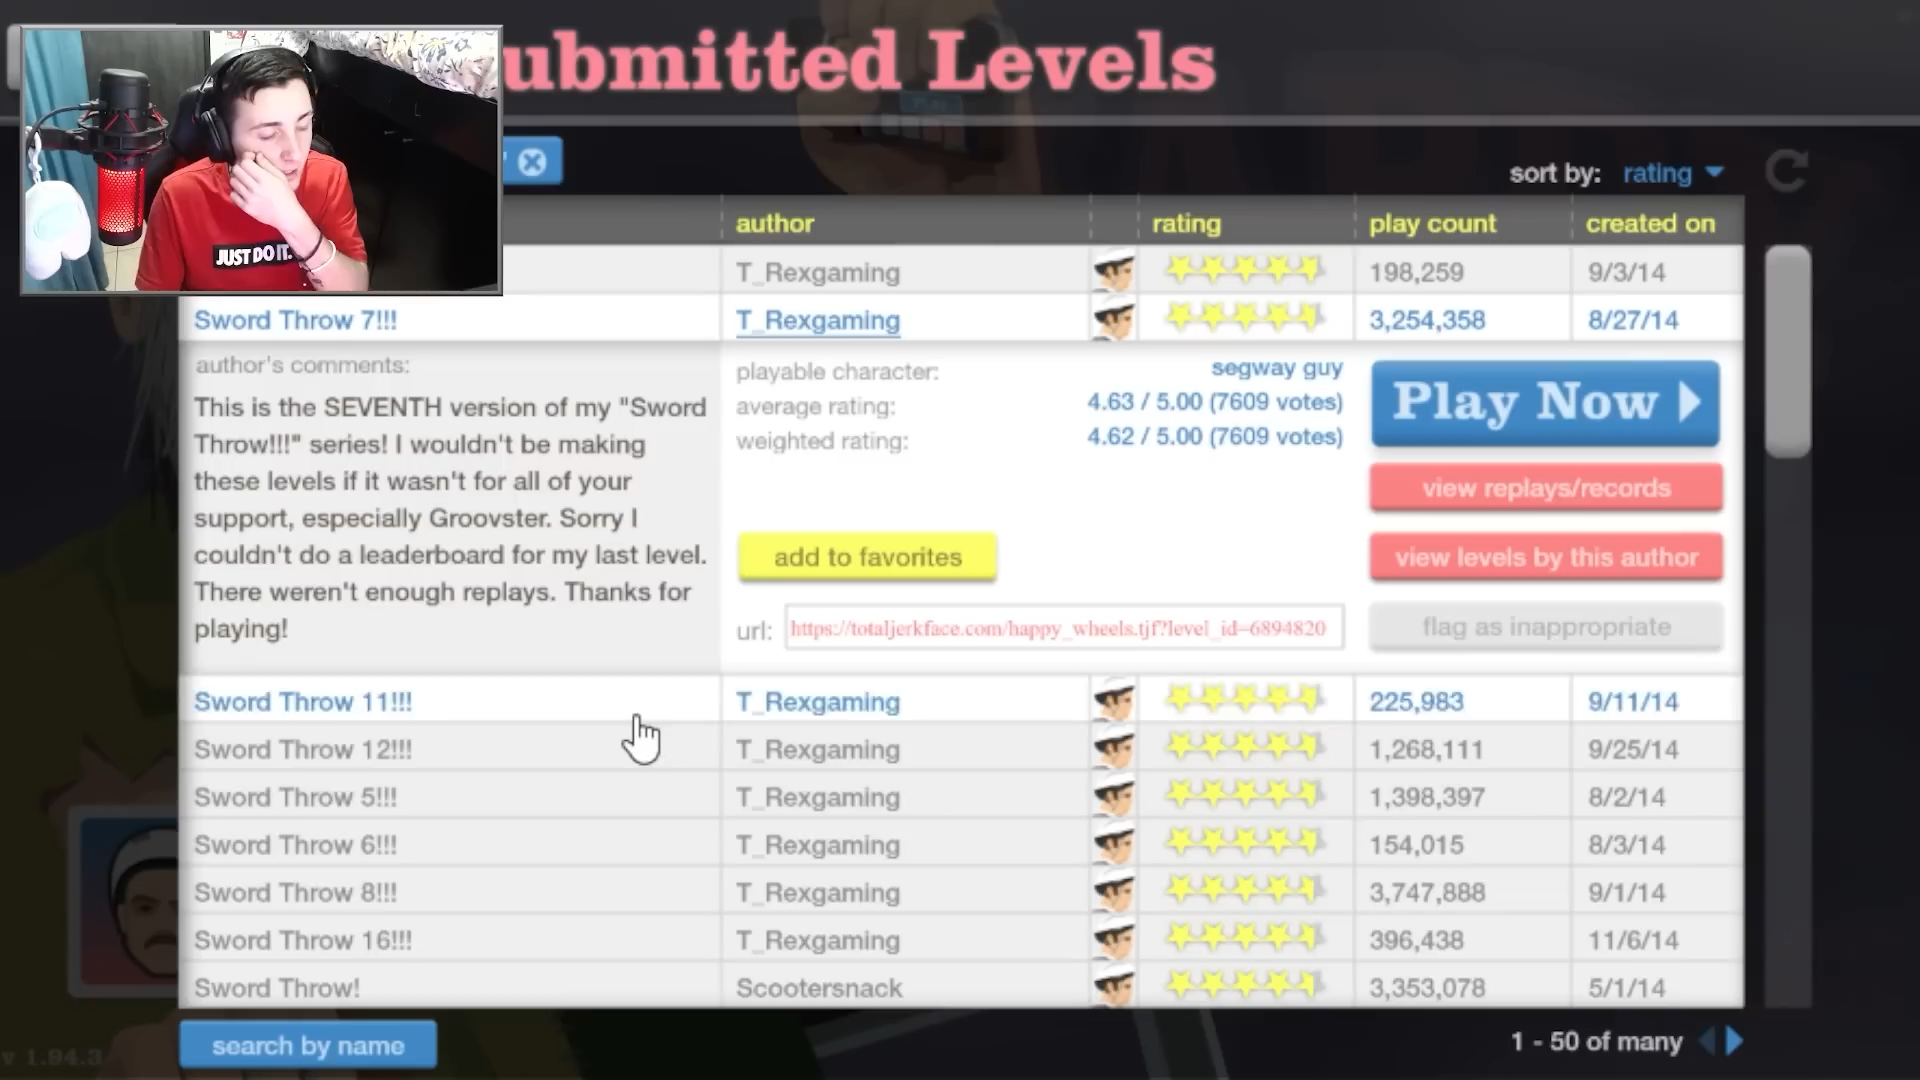 ubmitted Levels
JUST DO IT.
sort by: rating
author rating play count created on
T_Rexgaming 198,259 9/3/14
Sword Throw 7!!! T_Rexgaming 3,254,358 8/27/14
author's comments:
This is the SEVENTH version of my "Sword
Throw!!!" series! I wouldn't be making
these levels if it wasn't for all of your
support, especially Groovster. Sorry I
couldn't do a leaderboard for my last level.
There weren't enough replays. Thanks for
playing!
playable character: segway guy
average rating: 4.63 / 5.00 (7609 votes)
weighted rating: 4.62 / 5.00 (7609 votes)
add to favorites
url: https://totaljerkface.com/happy_wheels.tjf?level_id=6894820
Play Now
view replays/records
view levels by this author
flag as inappropriate
Sword Throw 11!!! T_Rexgaming 225,983 9/11/14
Sword Throw 12!!! T_Rexgaming 1,268,111 9/25/14
Sword Throw 5!!! T_Rexgaming 1,398,397 8/2/14
Sword Throw 6!!! T_Rexgaming 154,015 8/3/14
Sword Throw 8!!! T_Rexgaming 3,747,888 9/1/14
Sword Throw 16!!! T_Rexgaming 396,438 11/6/14
Sword Throw! Scootersnack 3,353,078 5/1/14
search by name
1 - 50 of many
v 1.94.3